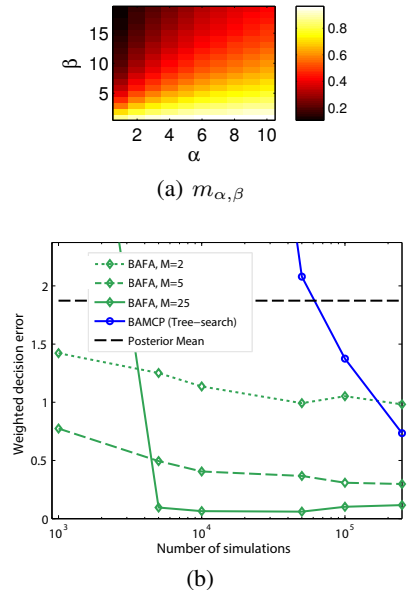 15
10
5
β
2 4 6 8 10
α
0.8
0.6
0.4
0.2
(a) mα,β
2
1.5
1
0.5
0
Weighted decision error
BAFA, M=2
BAFA, M=5
BAFA, M=25
BAMCP (Tree-search)
Posterior Mean
10^3 10^4 10^5
Number of simulations
(b)